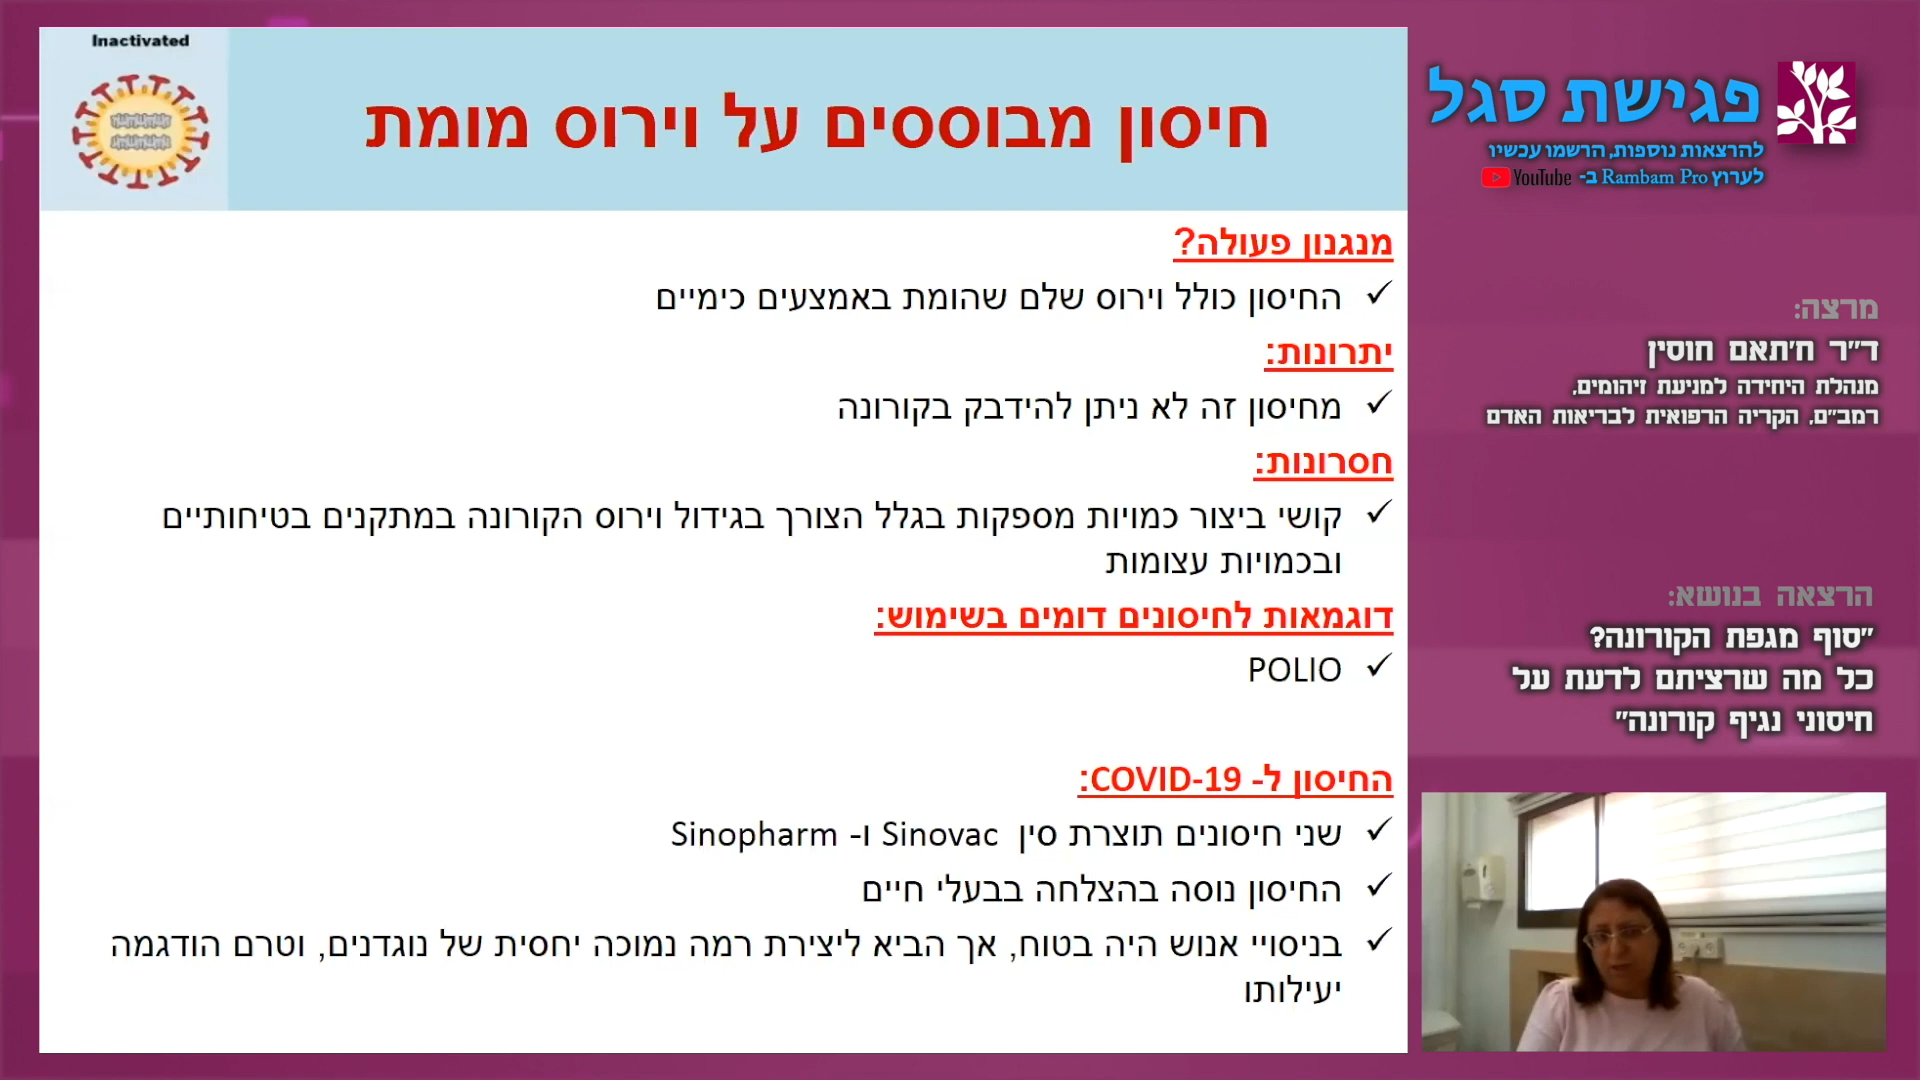 Inactivated
חיסון מבוססים על וירוס מומת
מנגנון פעולה?
✓ החיסון כולל וירוס שלם שהומת באמצעים כימיים
יתרונות:
✓ מחיסון זה לא ניתן להידבק בקורונה
חסרונות:
✓ קושי ביצור כמויות מספקות בגלל הצורך בגידול וירוס הקורונה במתקנים בטיחותיים
ובכמויות עצומות
דוגמאות לחיסונים דומים בשימוש:
✓ POLIO
החיסון ל- COVID-19:
✓ שני חיסונים תוצרת סין Sinovac ו- Sinopharm
✓ החיסון נוסה בהצלחה בבעלי חיים
✓ בניסויי אנוש היה בטוח, אך הביא ליצירת רמה נמוכה יחסית של נוגדנים, וטרם הודגמה
יעילותו
פגישת סגל
להרצאות נוספות, הרשמו עכשיו
לערוץ Rambam Pro ב- YouTube
מרצה:
ד"ר ח'תאם חוסין
מנהלת היחידה למניעת זיהומים,
רמב"ם, הקריה הרפואית לבריאות האדם
הרצאה בנושא:
"סוף מגפת הקורונה?
כל מה שרציתם לדעת על
חיסוני נגיף קורונה"